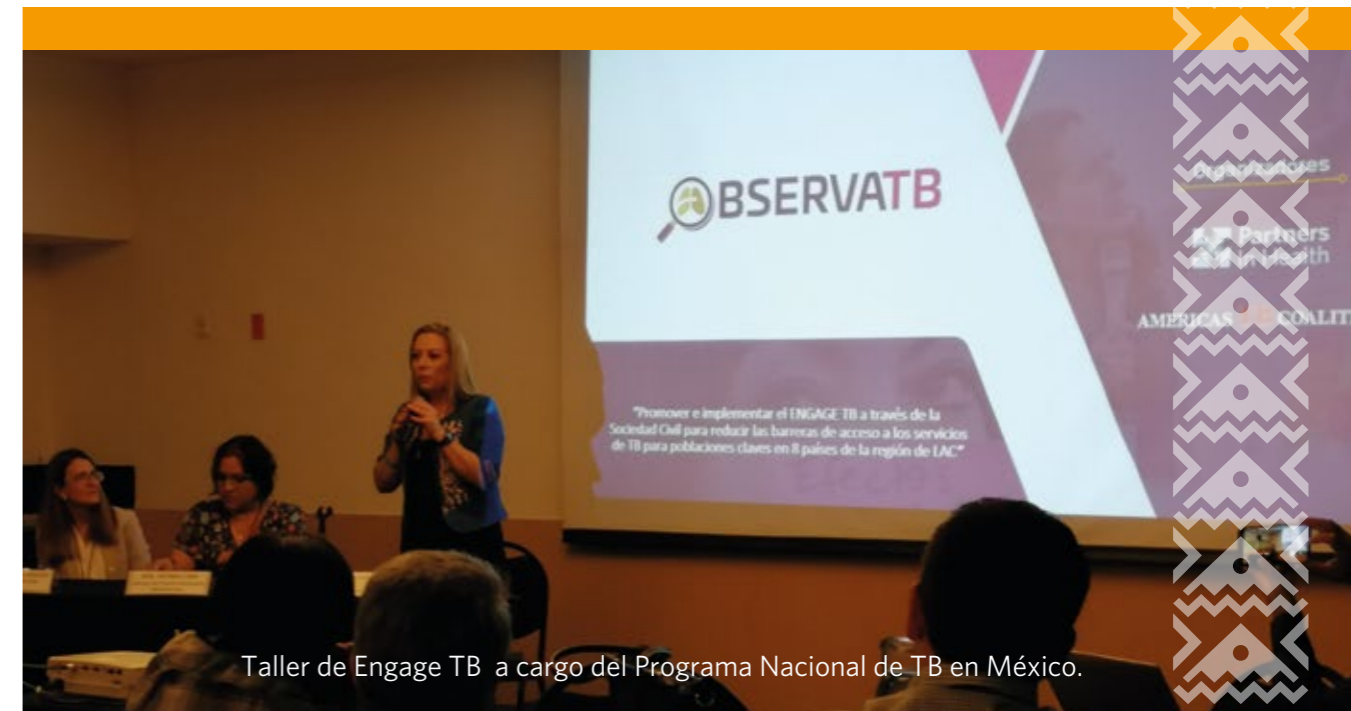 OBSERVATB
"Promover e implementar el ENGAGE TB a través de la
Sociedad Civil para reducir las barreras de acceso a los servicios
de TB para poblaciones claves en 8 países de la región de LAC"
Organizadores
Partners
In Health
AMERICAS TB COALIT
Taller de Engage TB a cargo del Programa Nacional de TB en México.